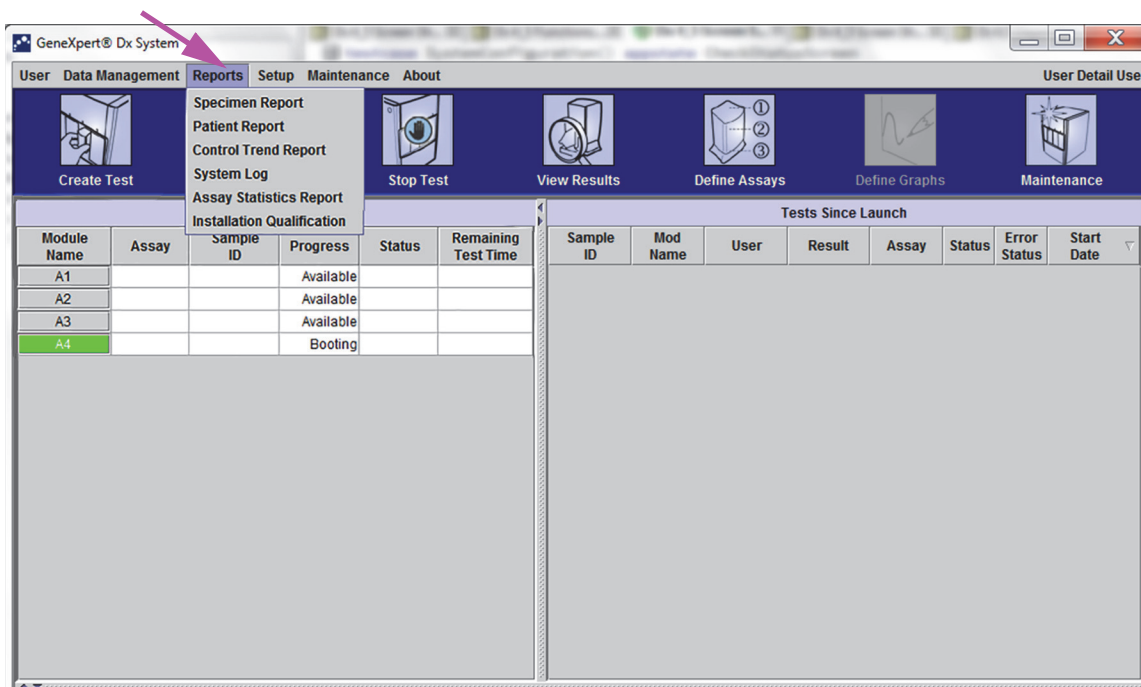 GeneXpert® Dx System
User Data Management Reports Setup Maintenance About User Detail Use
Specimen Report
Patient Report
Control Trend Report
System Log
Assay Statistics Report
Installation Qualification
Create Test Stop Test View Results Define Assays Define Graphs Maintenance
① ② ③
Tests Since Launch
Module Name Assay Sample ID Progress Status Remaining Test Time
Sample ID Mod Name User Result Assay Status Error Status Start Date
A1 Available
A2 Available
A3 Available
A4 Booting